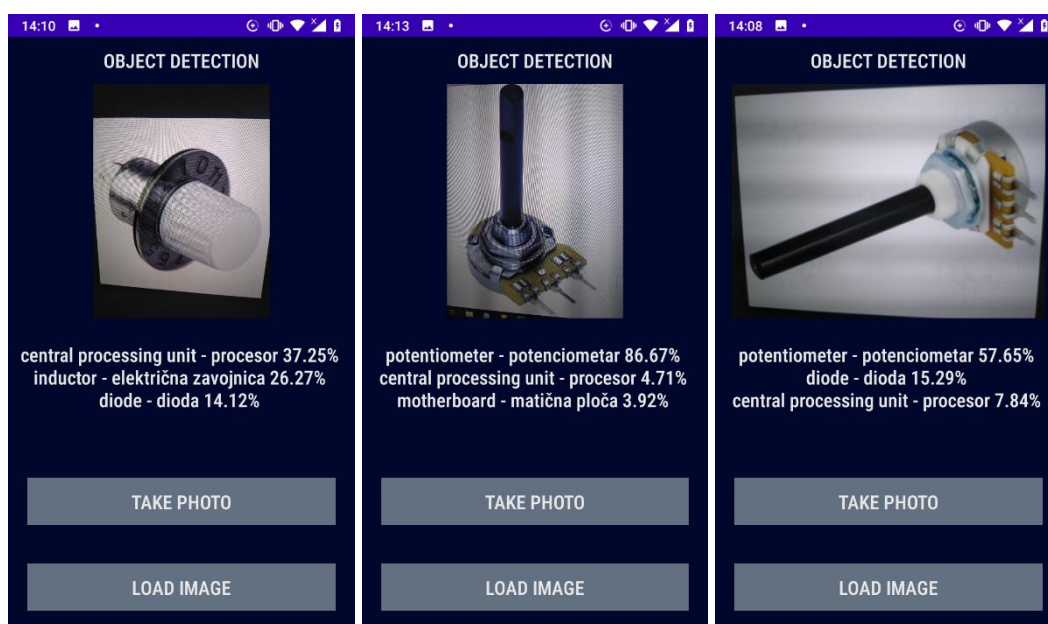 14:10
OBJECT DETECTION
central processing unit - procesor 37.25%
inductor - električna zavojnica 26.27%
diode - dioda 14.12%
TAKE PHOTO
LOAD IMAGE
14:13
OBJECT DETECTION
potentiometer - potenciometar 86.67%
central processing unit - procesor 4.71%
motherboard - matična ploča 3.92%
TAKE PHOTO
LOAD IMAGE
14:08
OBJECT DETECTION
potentiometer - potenciometar 57.65%
diode - dioda 15.29%
central processing unit - procesor 7.84%
TAKE PHOTO
LOAD IMAGE